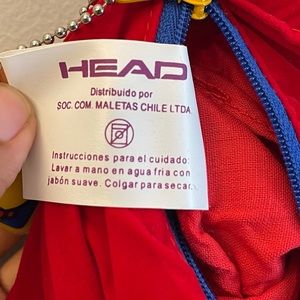 HEAD
Distribuido por
SOC. COM. MALETAS CHILE LTDA
Instrucciones para el cuidado:
Lavar a mano en agua fria con
jabón suave. Colgar para secar